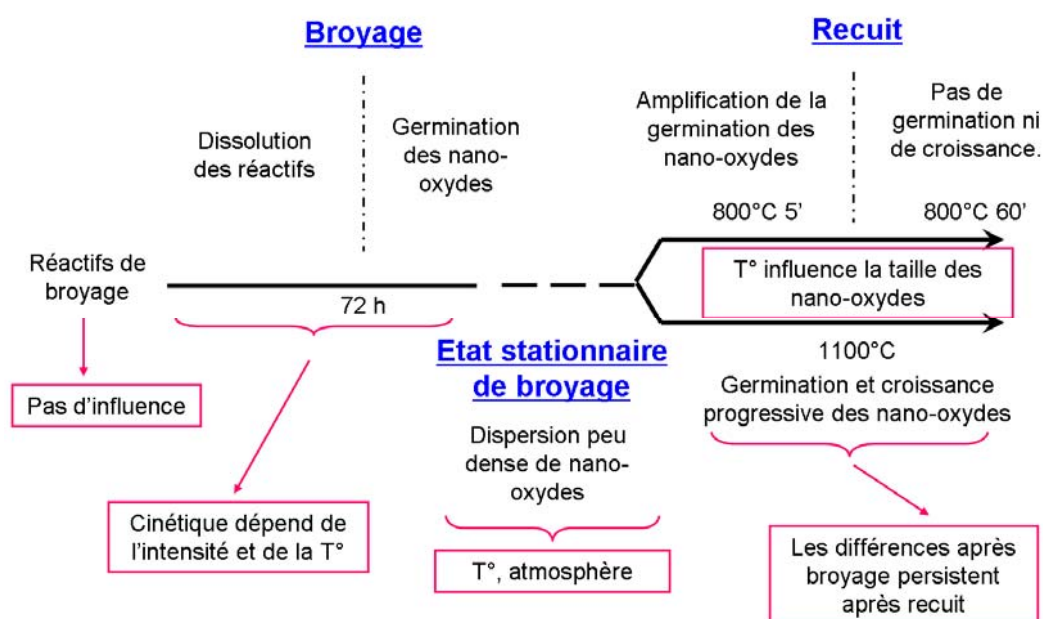 Broyage
Recuit
Dissolution
des réactifs
Germination
des nano-
oxydes
Amplification de la
germination des
nano-oxydes
Pas de
germination ni
de croissance.
800°C 5’
800°C 60’
Réactifs de
broyage
72 h
T° influence la taille des
nano-oxydes
Pas d’influence
Etat stationnaire
de broyage
1100°C
Germination et croissance
progressive des nano-oxydes
Dispersion peu
dense de nano-
oxydes
Cinétique dépend de
l’intensité et de la T°
T°, atmosphère
Les différences après
broyage persistent
après recuit